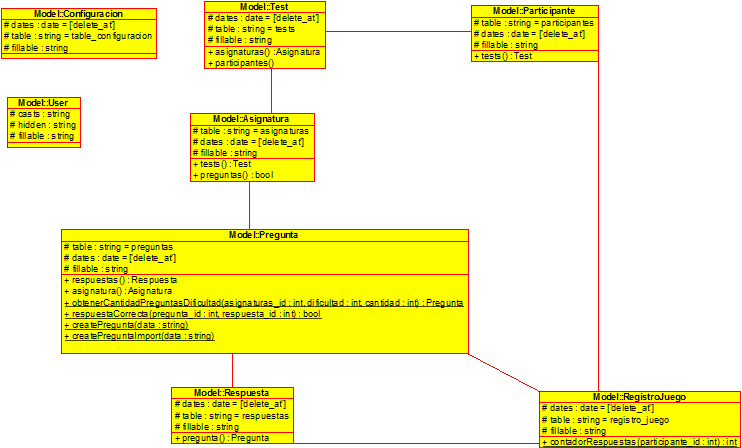 Model::Configuracion
# dates : date = ['delete_at']
# table : string = table_configuracion
# fillable : string
Model::Test
# dates : date = ['delete_at']
# table : string = tests
# fillable : string
+ asignaturas() : Asignatura
+ participantes()
Model::Participante
# table : string = participantes
# dates : date = ['delete_at']
# fillable : string
+ tests() : Test
Model::User
# casts : string
# hidden : string
# fillable : string
Model::Asignatura
# table : string = asignaturas
# dates : date = ['delete_at']
# fillable : string
+ tests() : Test
+ preguntas() : bool
Model::Pregunta
# table : string = preguntas
# dates : date = ['delete_at']
# fillable : string
+ respuestas() : Respuesta
+ asignatura() : Asignatura
+ obtenerCantidadPreguntasDificultad(asignaturas_id : int, dificultad : int, cantidad : int) : Pregunta
+ respuestaCorrecta(pregunta_id : int, respuesta_id : int) : bool
+ createPregunta(data : string)
+ createPreguntaImport(data : string)
Model::Respuesta
# dates : date = ['delete_at']
# table : string = respuestas
# fillable : string
+ pregunta() : Pregunta
Model::RegistroJuego
# dates : date = ['delete_at']
# table : string = registro_juego
# fillable : string
+ contadorRespuestas(participante_id : int) : int